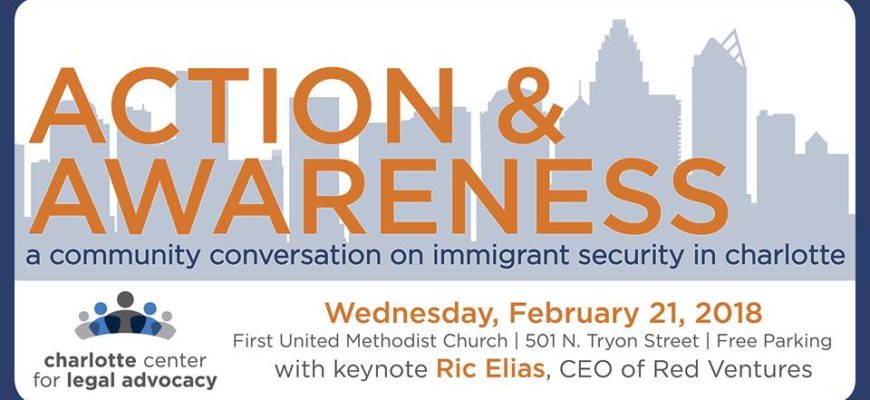 ACTION &
AWARENESS
a community conversation on immigrant security in charlotte
charlotte center
for legal advocacy
Wednesday, February 21, 2018
First United Methodist Church | 501 N. Tryon Street | Free Parking
with keynote Ric Elias, CEO of Red Ventures